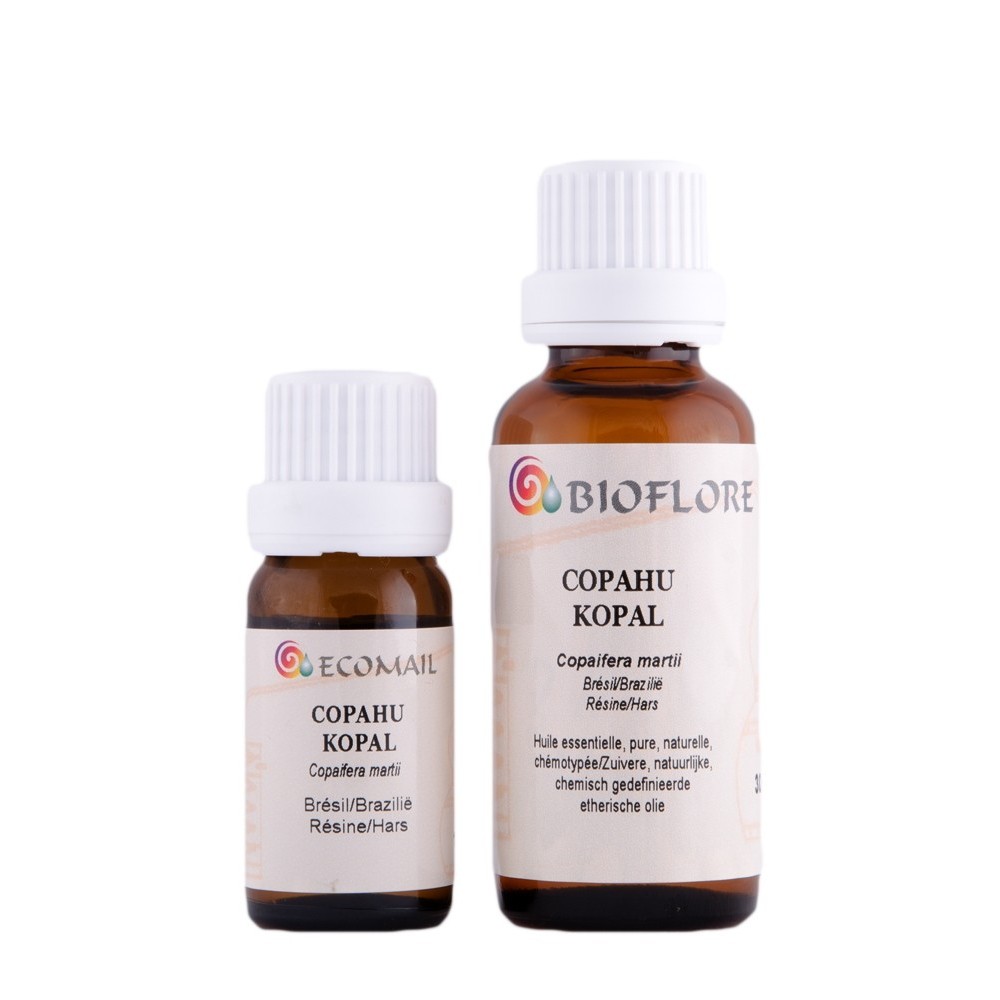 ECOMAIL
COPAHU
KOPAL
Copaifera martii
Brésil/Brazilië
Résine/Hars
BIOFLORE
COPAHU
KOPAL
Copaifera martii
Brésil/Brazilië
Résine/Hars
Huile essentielle, pure, naturelle,
chémotypée/Zuivere, natuurlijke,
chemisch gedefinieerde
etherische olie